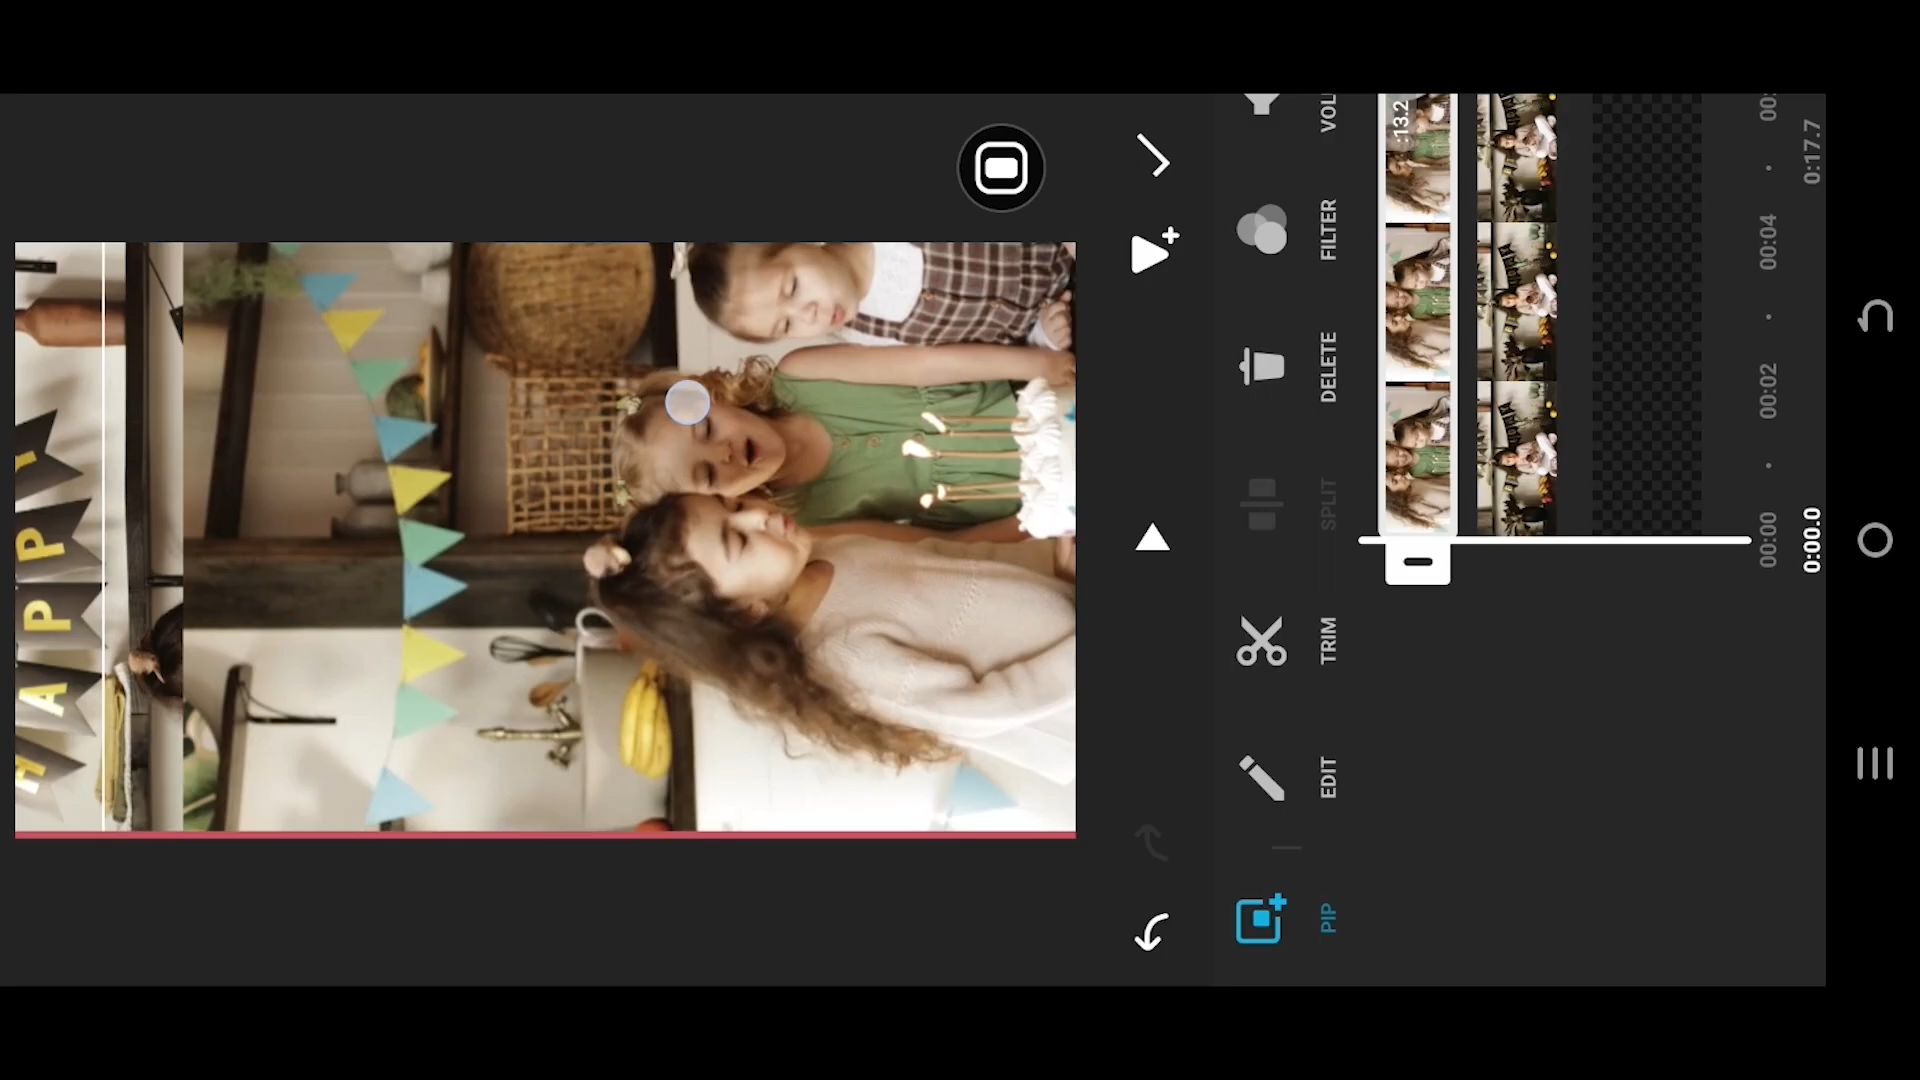 HAPPY
PIP
EDIT
TRIM
SPLIT
DELETE
FILTER
VOL
:13.2
0:00.0
0:17.7
00:00
00:02
00:04
00: